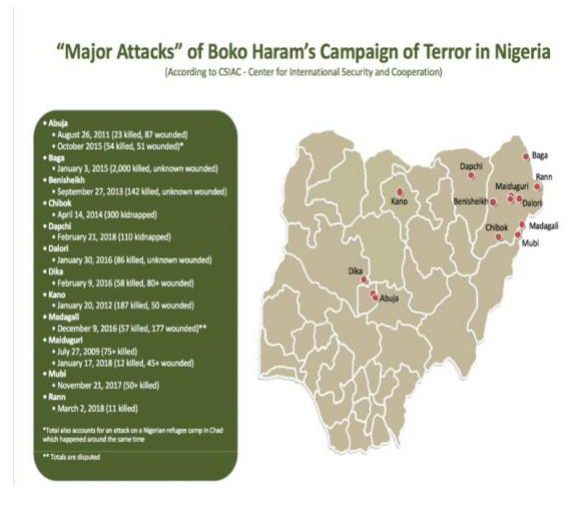 “Major Attacks” of Boko Haram’s Campaign of Terror in Nigeria
(According to CSIAC - Center for International Security and Cooperation)
• Abuja
• August 26, 2011 (23 killed, 87 wounded)
• October 2015 (54 killed, 51 wounded)*
• Baga
• January 3, 2015 (2,000 killed, unknown wounded)
• Benisheikh
• September 27, 2013 (142 killed, unknown wounded)
• Chibok
• April 14, 2014 (300 kidnapped)
• Dapchi
• February 21, 2018 (110 kidnapped)
• Dalori
• January 30, 2016 (86 killed, unknown wounded)
• Dika
• February 9, 2016 (58 killed, 80+ wounded)
• Kano
• January 20, 2012 (187 killed, 50 wounded)
• Madagali
• December 9, 2016 (57 killed, 177 wounded)**
• Maiduguri
• July 27, 2009 (75+ killed)
• January 17, 2018 (12 killed, 45+ wounded)
• Mubi
• November 21, 2017 (50+ killed)
• Rann
• March 2, 2018 (11 killed)
*Total also accounts for an attack on a Nigerian refugee camp in Chad
which happened around the same time
** Totals are disputed
Baga
Dapchi
Rann
Maiduguri
Kano
Benisheikh
Dalori
Chibok
Madagali
Mubi
Dika
Abuja